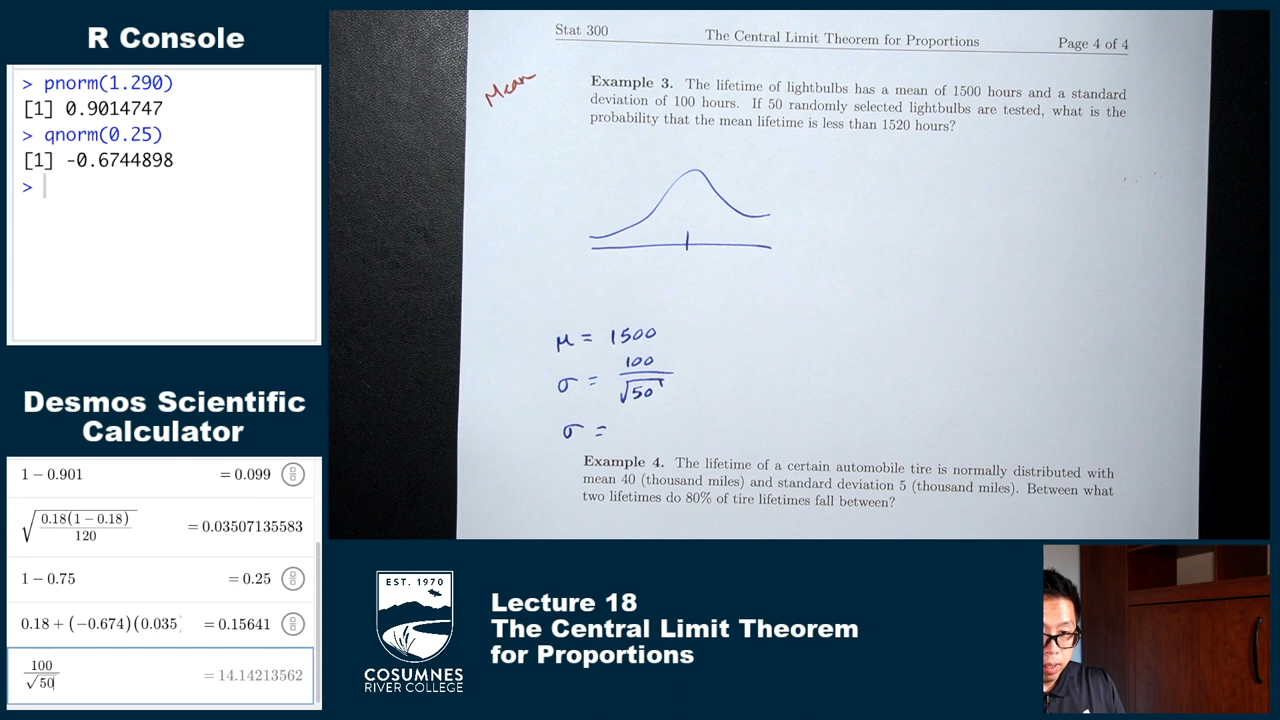 R Console
> pnorm(1.290)
[1] 0.9014747
> qnorm(0.25)
[1] -0.6744898
>
Desmos Scientific
Calculator
1 − 0.901 = 0.099
√(0.18(1 − 0.18)/120) = 0.03507135583
1 − 0.75 = 0.25
0.18 + (−0.674)(0.035 = 0.15641
100/√50 = 14.14213562
Stat 300 The Central Limit Theorem for Proportions Page 4 of 4
Mean
Example 3. The lifetime of lightbulbs has a mean of 1500 hours and a standard
deviation of 100 hours. If 50 randomly selected lightbulbs are tested, what is the
probability that the mean lifetime is less than 1520 hours?
μ = 1500
σ = 100/√50
σ =
Example 4. The lifetime of a certain automobile tire is normally distributed with
mean 40 (thousand miles) and standard deviation 5 (thousand miles). Between what
two lifetimes do 80% of tire lifetimes fall between?
EST. 1970
COSUMNES
RIVER COLLEGE
Lecture 18
The Central Limit Theorem
for Proportions